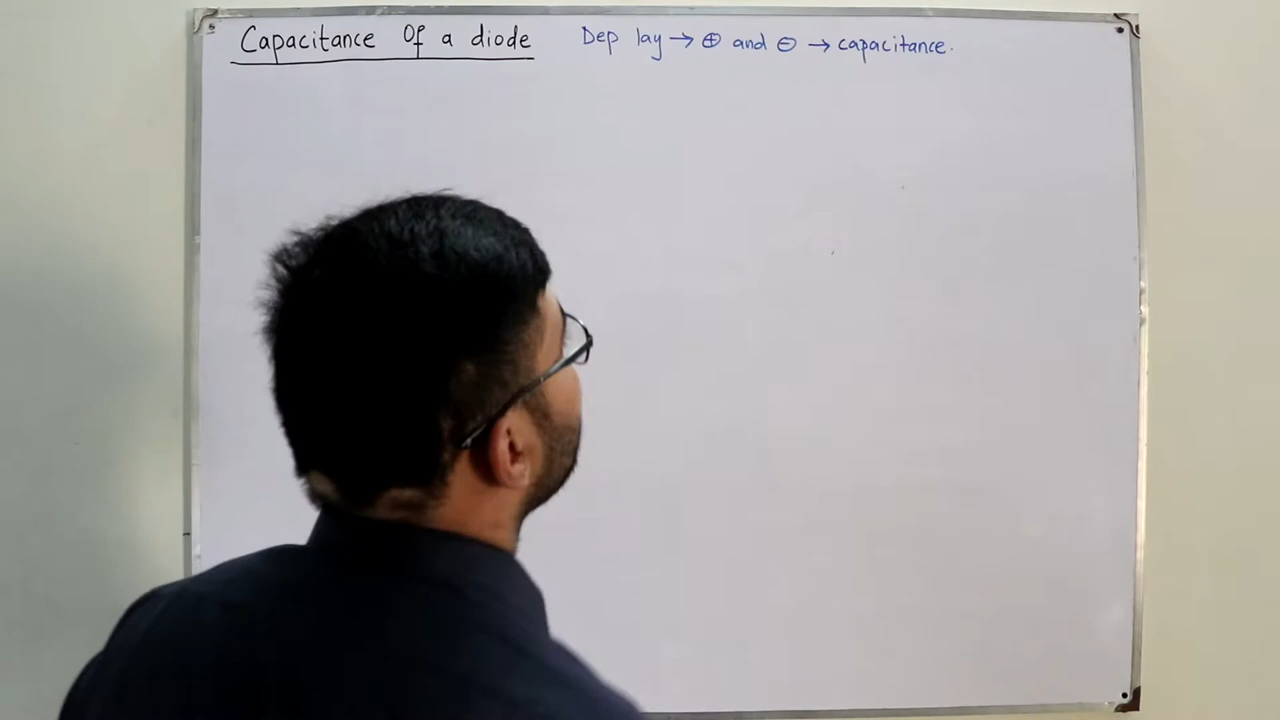 Capacitance Of a diode Dep lay → ⊕ and ⊖ → capacitance.